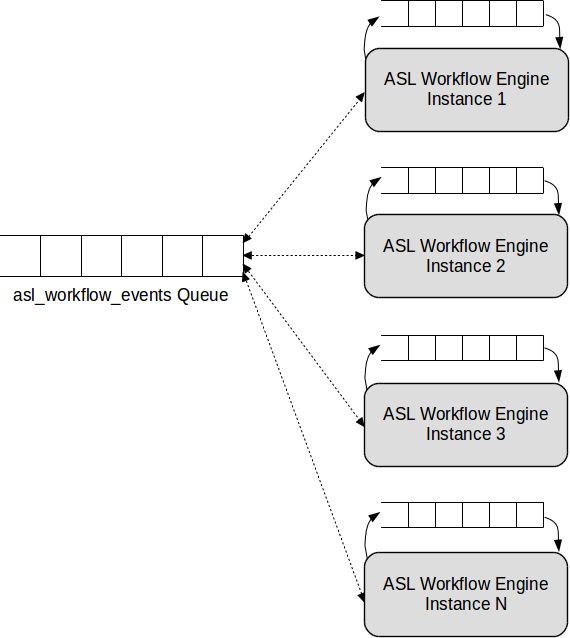 ASL Workflow Engine
Instance 1
ASL Workflow Engine
Instance 2
asl_workflow_events Queue
ASL Workflow Engine
Instance 3
ASL Workflow Engine
Instance N